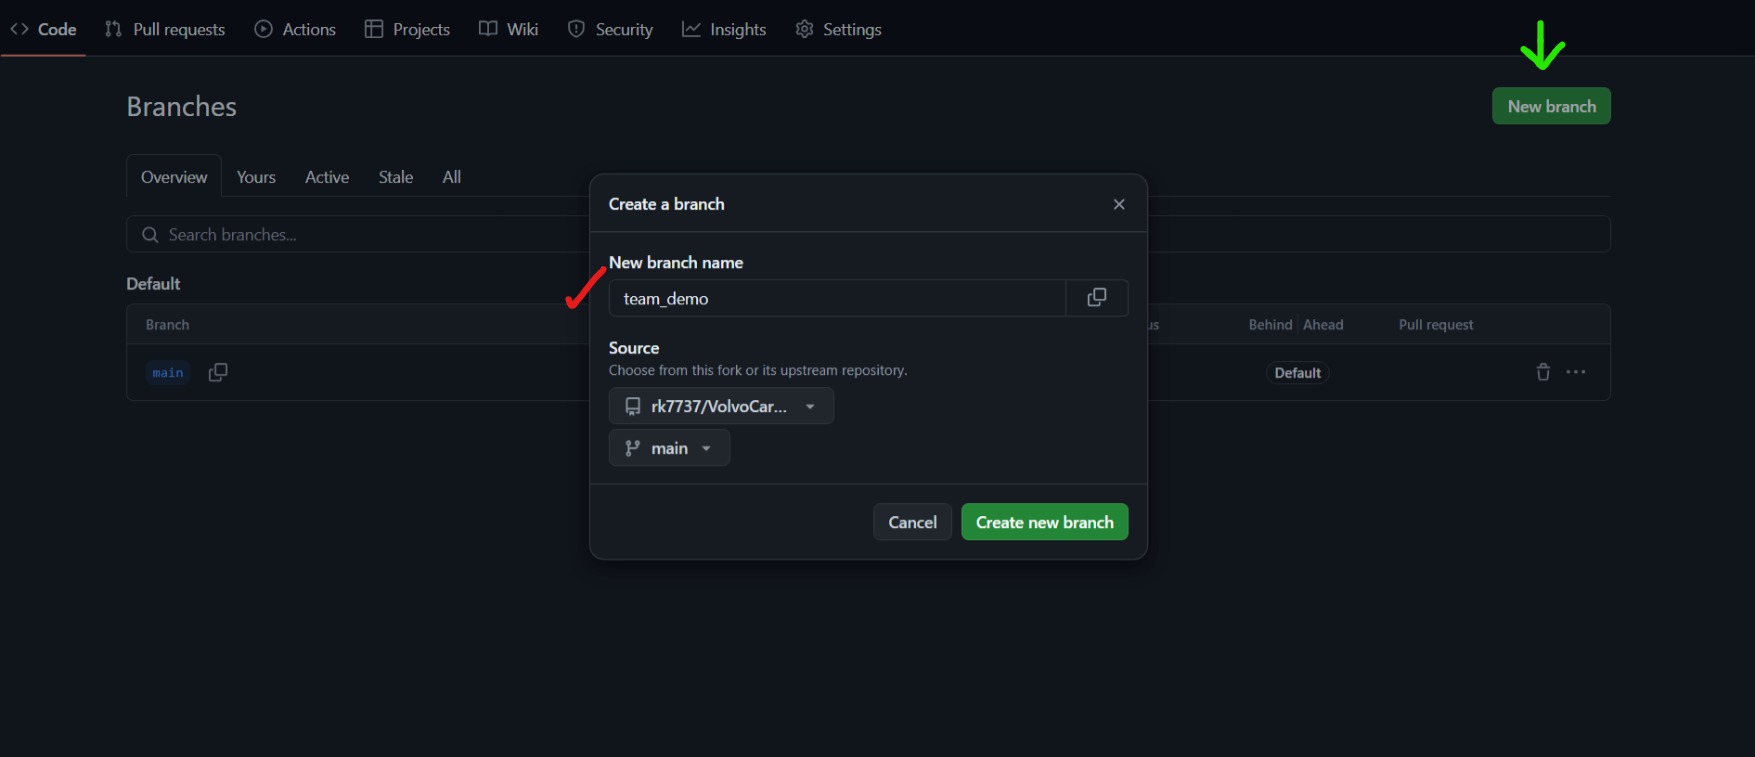 Code Pull requests Actions Projects Wiki Security Insights Settings
Branches
New branch
Overview Yours Active Stale All
Search branches...
Default
Branch Behind Ahead Pull request
main Default
Create a branch
New branch name
team_demo
Source
Choose from this fork or its upstream repository.
rk7737/VolvoCar...
main
Cancel Create new branch